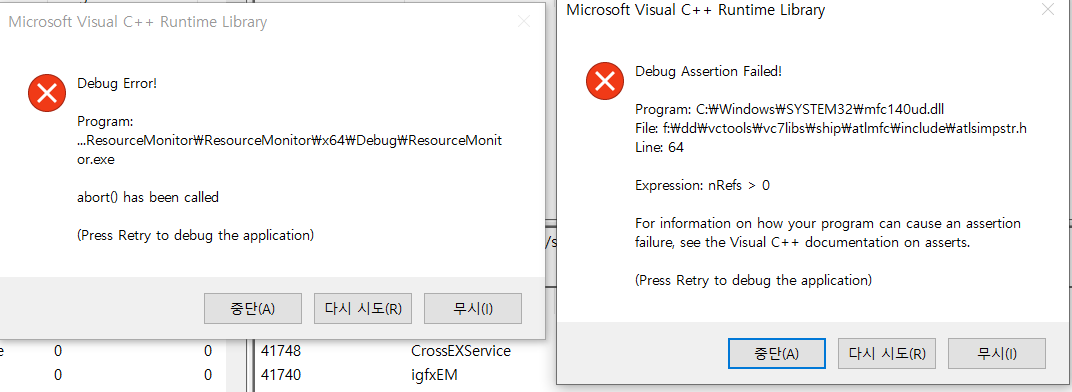 Microsoft Visual C++ Runtime Library
Debug Error!
Program:
...ResourceMonitor₩ResourceMonitor₩x64₩Debug₩ResourceMonit
or.exe
abort() has been called
(Press Retry to debug the application)
중단(A)
다시 시도(R)
무시(I)
Microsoft Visual C++ Runtime Library
Debug Assertion Failed!
Program: C:₩Windows₩SYSTEM32₩mfc140ud.dll
File: f:₩dd₩vctools₩vc7libs₩ship₩atlmfc₩include₩atlsimpstr.h
Line: 64
Expression: nRefs > 0
For information on how your program can cause an assertion
failure, see the Visual C++ documentation on asserts.
(Press Retry to debug the application)
중단(A)
다시 시도(R)
무시(I)
/s
e 0 0 41748 CrossEXService
0 0 41740 igfxEM